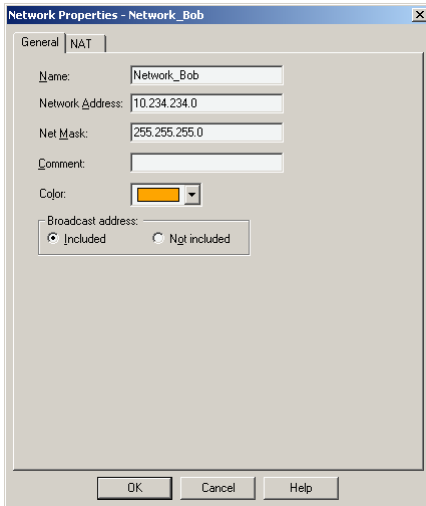 Network Properties - Network_Bob
General NAT
Name: Network_Bob
Network Address: 10.234.234.0
Net Mask: 255.255.255.0
Comment:
Color:
Broadcast address:
Included Not included
OK Cancel Help